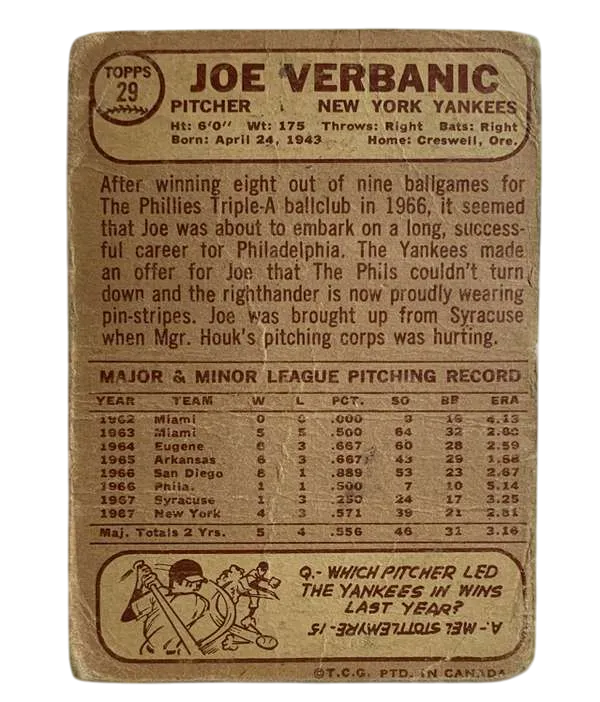 TOPPS
29
JOE VERBANIC
PITCHER NEW YORK YANKEES
Ht: 6'0" Wt: 175 Throws: Right Bats: Right
Born: April 24, 1943 Home: Creswell, Ore.
After winning eight out of nine ballgames for
The Phillies Triple-A ballclub in 1966, it seemed
that Joe was about to embark on a long, success-
ful career for Philadelphia. The Yankees made
an offer for Joe that The Phils couldn't turn
down and the righthander is now proudly wearing
pin-stripes. Joe was brought up from Syracuse
when Mgr. Houk's pitching corps was hurting.
MAJOR & MINOR LEAGUE PITCHING RECORD
YEAR TEAM W L PCT. SO BB ERA
1962 Miami 0 .000 16 4.13
1963 Miami 5 5 .500 64 32
1964 Eugene 6 3 .667 60 28 2.59
1965 Arkansas 6 3 .667 43 29
1966 San Diego 8 1 .889 53 23 2.67
1966 Phila. 1 1 .500 7 10 5.14
1967 Syracuse 1 3 .250 24 17 3.25
1967 New York 4 3 .571 39 21 2.81
Maj. Totals 2 Yrs. 5 4 .556 46 31 3.16
Q.- WHICH PITCHER LED
THE YANKEES IN WINS
LAST YEAR?
A.- MEL STOTTLEMYRE - 15
©T.C.G. PTD. IN CANADA